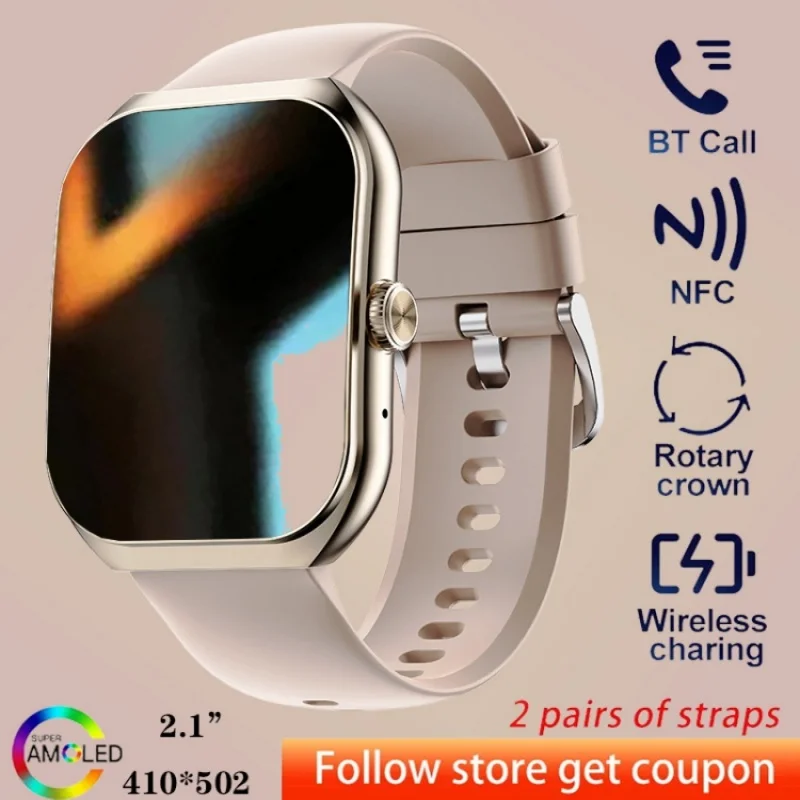 BT Call
NFC
Rotary
crown
Wireless
charging
2 pairs of straps
SUPER
AMOLED
2.1”
410*502
Follow store get coupon